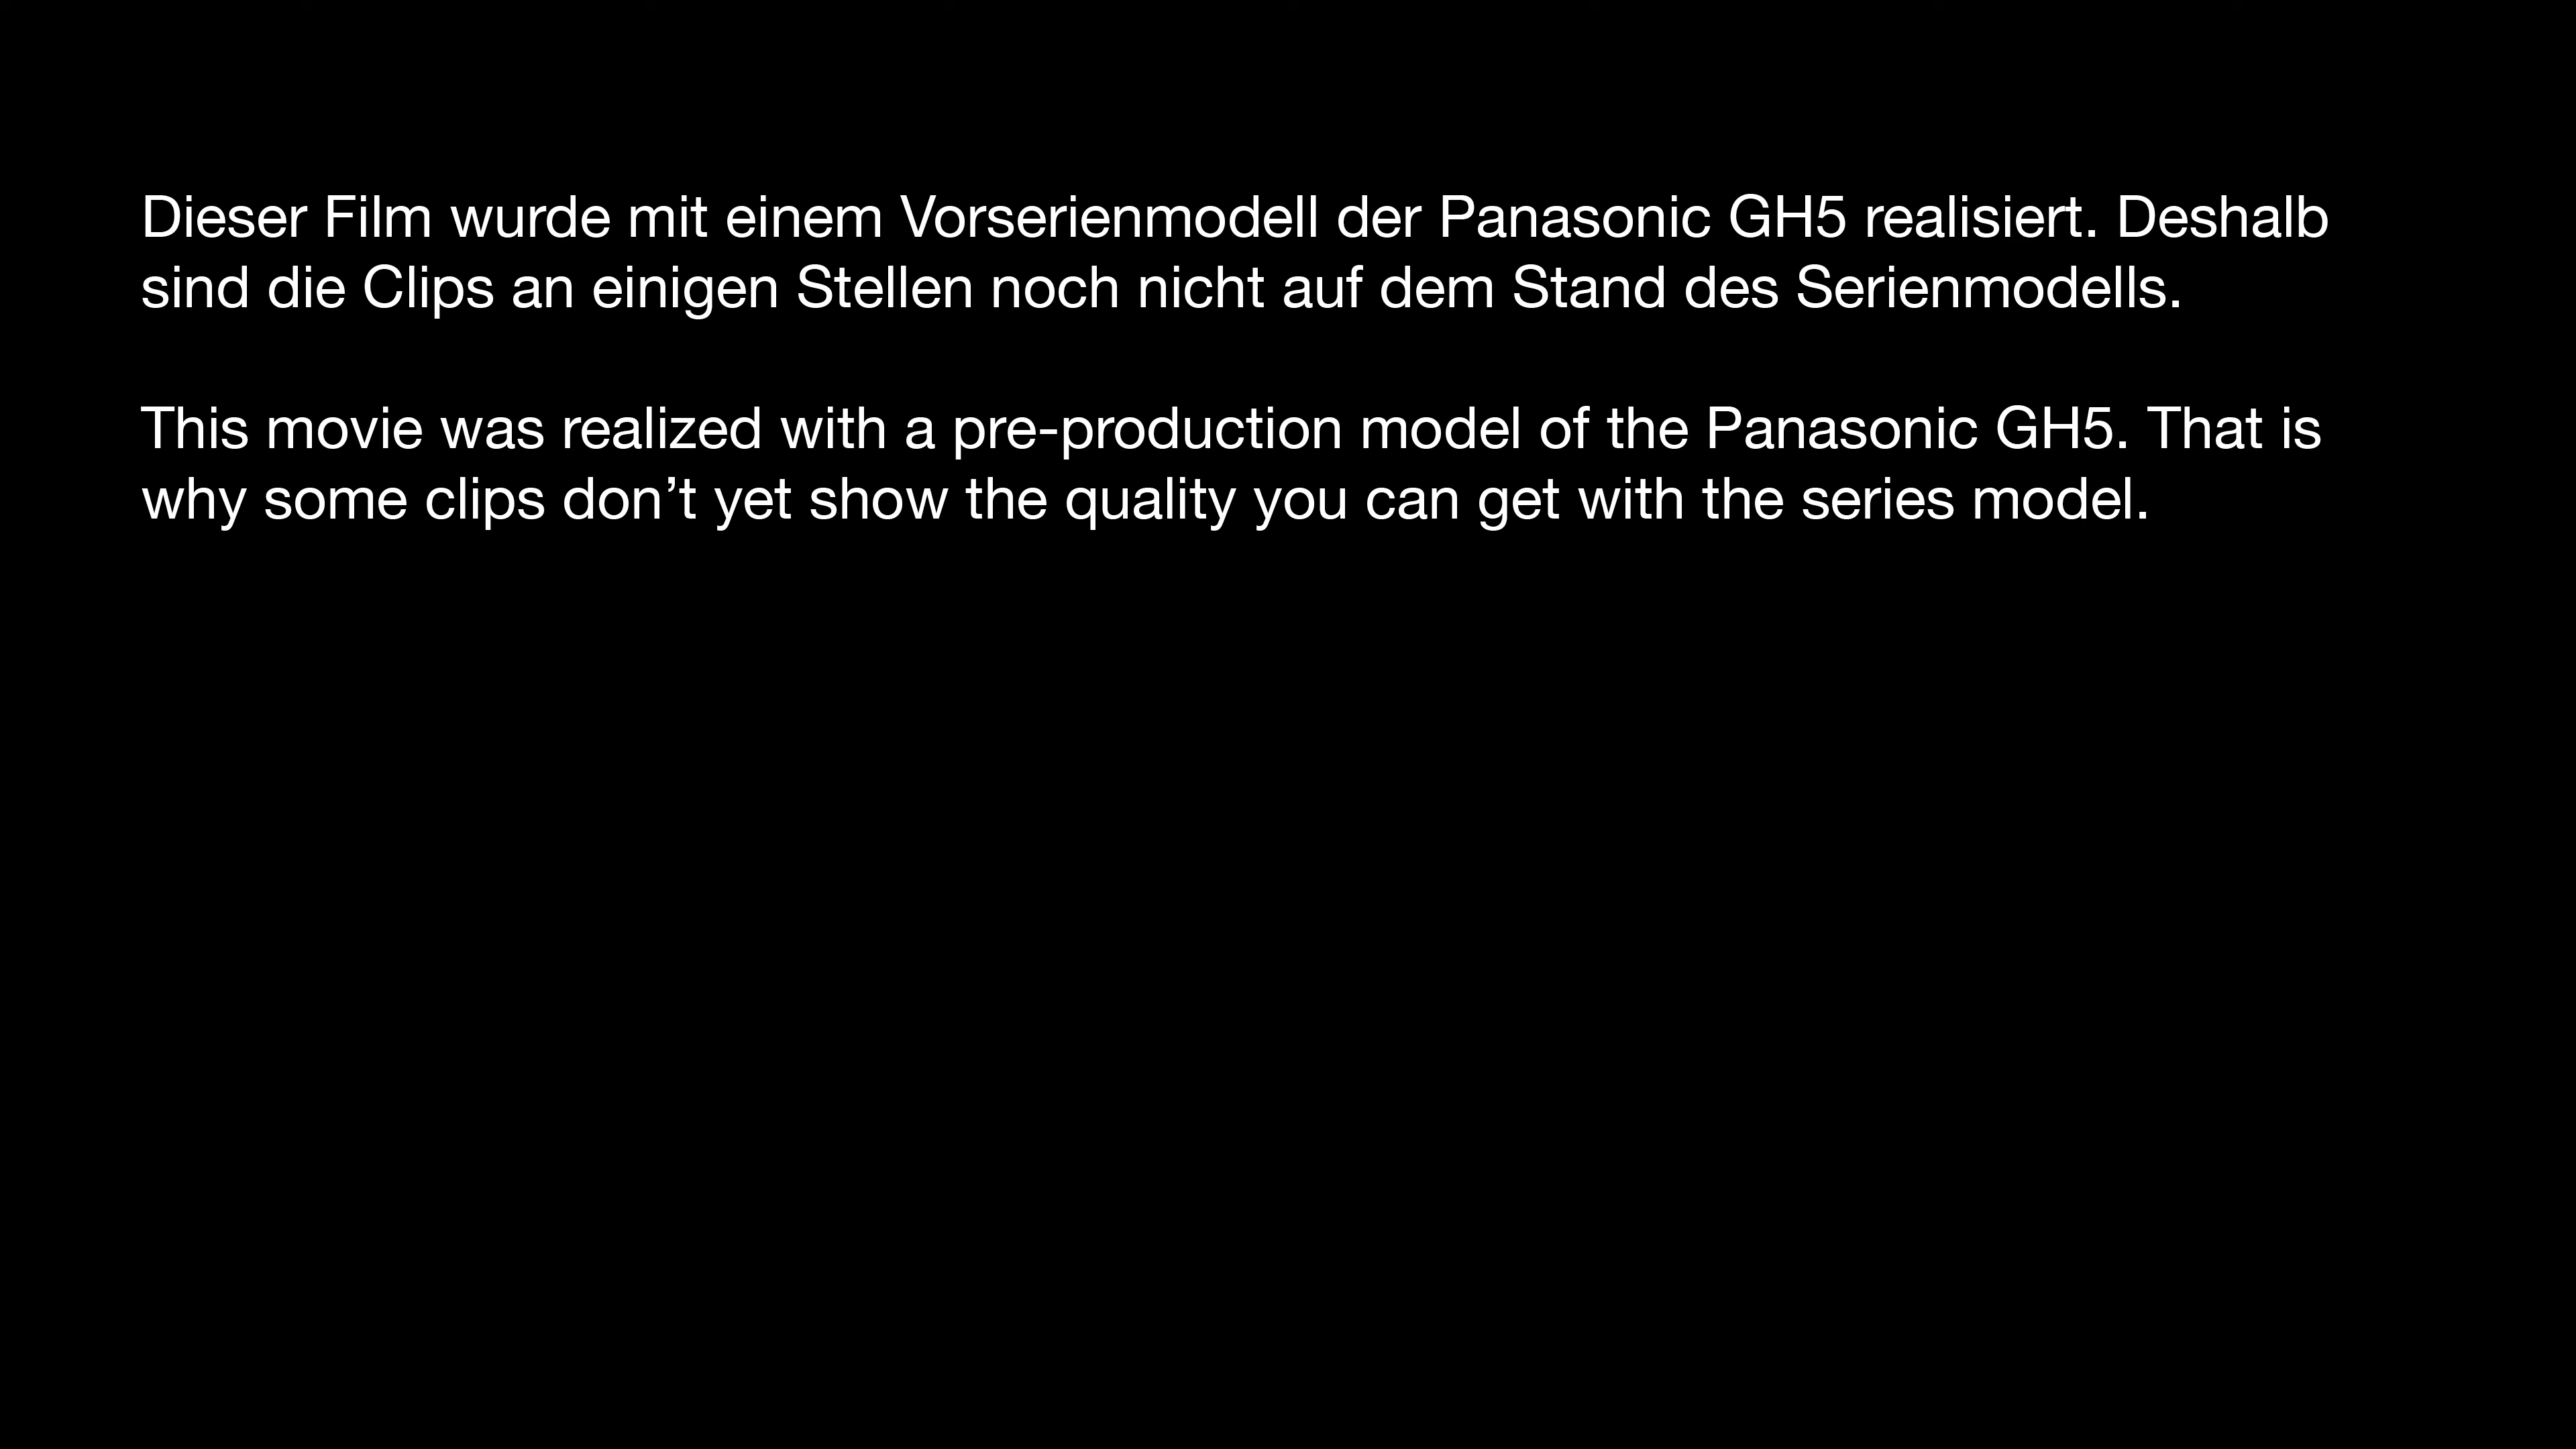 Dieser Film wurde mit einem Vorserienmodell der Panasonic GH5 realisiert. Deshalb
sind die Clips an einigen Stellen noch nicht auf dem Stand des Serienmodells.
This movie was realized with a pre-production model of the Panasonic GH5. That is
why some clips don’t yet show the quality you can get with the series model.